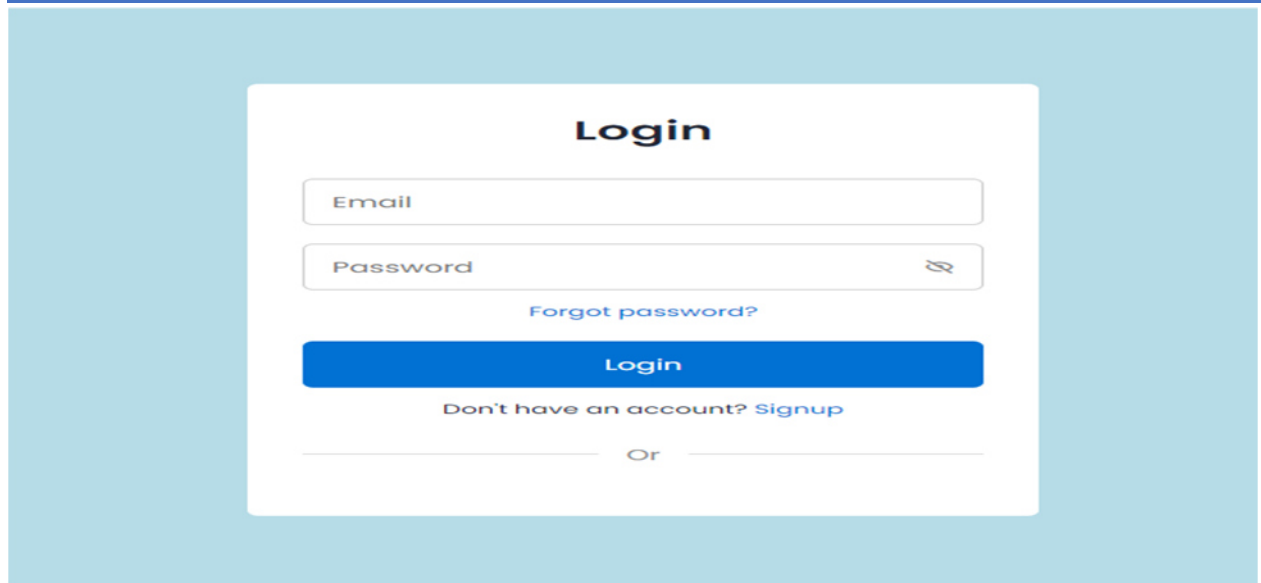 Login
Email
Password
Forgot password?
Login
Don't have an account? Signup
Or